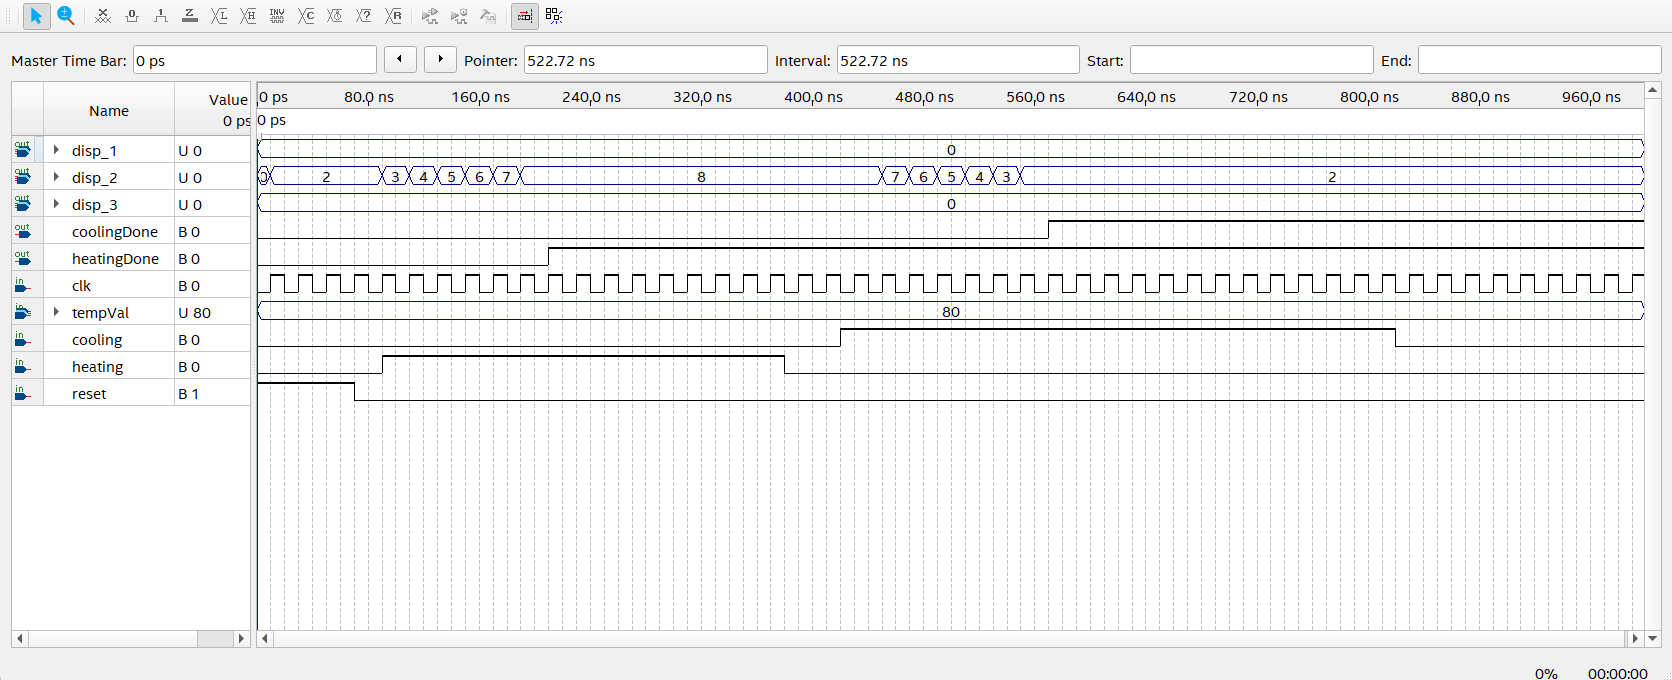 Master Time Bar: 0 ps Pointer: 522.72 ns Interval: 522.72 ns Start: End:
Name Value
0 ps
0 ps 80.0 ns 160,0 ns 240,0 ns 320,0 ns 400,0 ns 480,0 ns 560,0 ns 640,0 ns 720,0 ns 800,0 ns 880,0 ns 960,0 ns
0 ps
out disp_1 U 0 0
out disp_2 U 0 0 2 3 4 5 6 7 8 7 6 5 4 3 2
out disp_3 U 0 0
out coolingDone B 0
out heatingDone B 0
in clk B 0
in tempVal U 80 80
in cooling B 0
in heating B 0
in reset B 1
0% 00:00:00